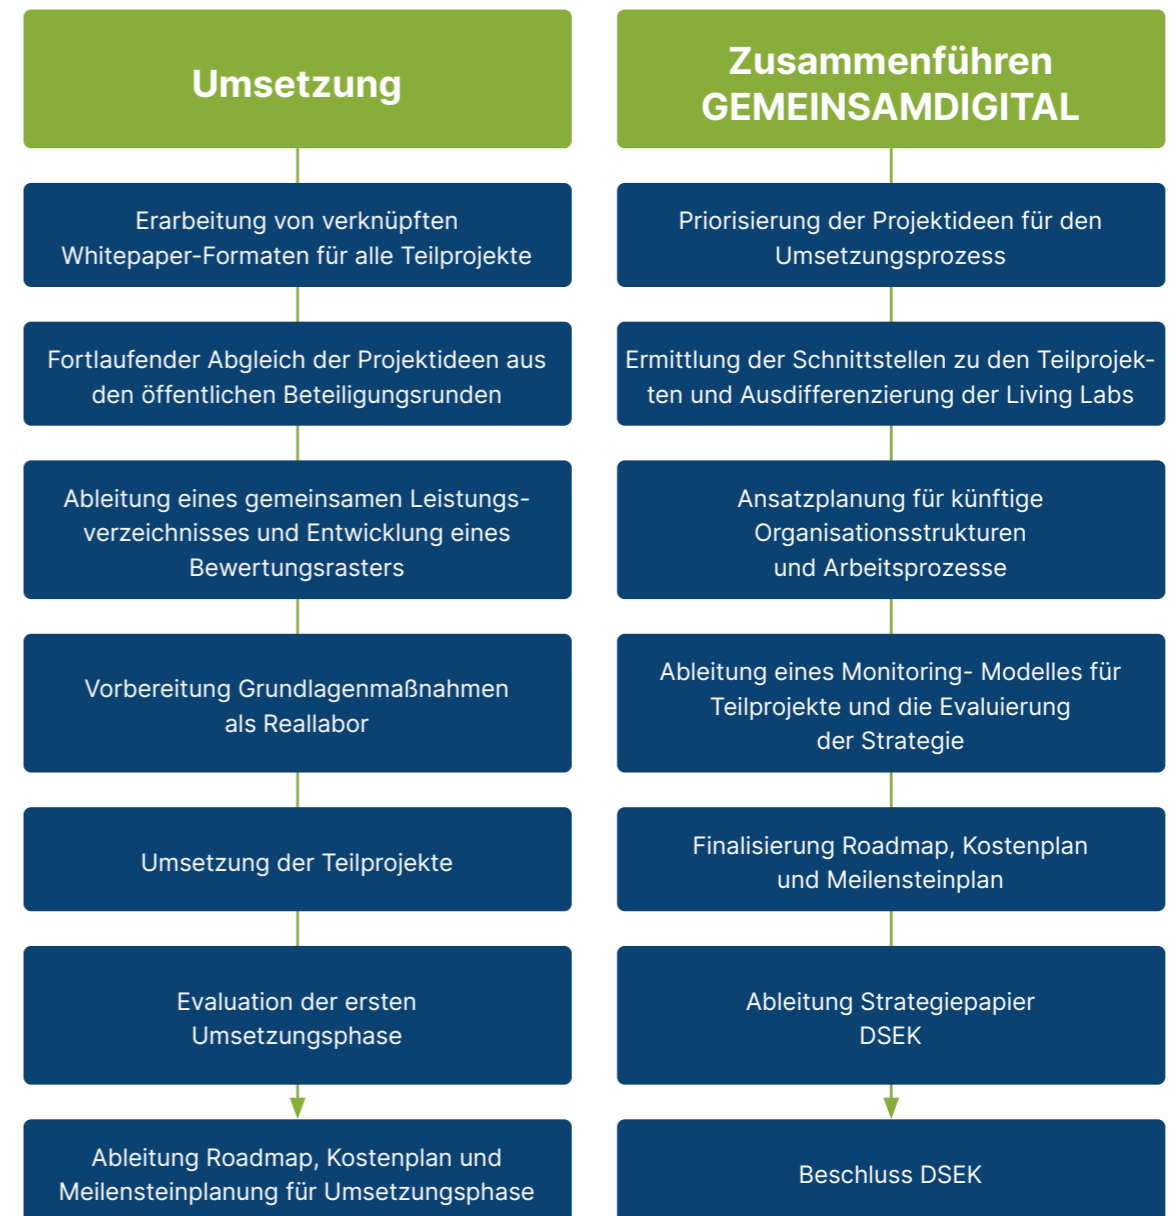 Umsetzung
Erarbeitung von verknüpften
Whitepaper-Formaten für alle Teilprojekte
Fortlaufender Abgleich der Projektideen aus
den öffentlichen Beteiligungsrunden
Ableitung eines gemeinsamen Leistungs-
verzeichnisses und Entwicklung eines
Bewertungsrasters
Vorbereitung Grundlagenmaßnahmen
als Reallabor
Umsetzung der Teilprojekte
Evaluation der ersten
Umsetzungsphase
Ableitung Roadmap, Kostenplan und
Meilensteinplanung für Umsetzungsphase
Zusammenführen
GEMEINSAMDIGITAL
Priorisierung der Projektideen für den
Umsetzungsprozess
Ermittlung der Schnittstellen zu den Teilprojek-
ten und Ausdifferenzierung der Living Labs
Ansatzplanung für künftige
Organisationsstrukturen
und Arbeitsprozesse
Ableitung eines Monitoring- Modelles für
Teilprojekte und die Evaluierung
der Strategie
Finalisierung Roadmap, Kostenplan
und Meilensteinplan
Ableitung Strategiepapier
DSEK
Beschluss DSEK